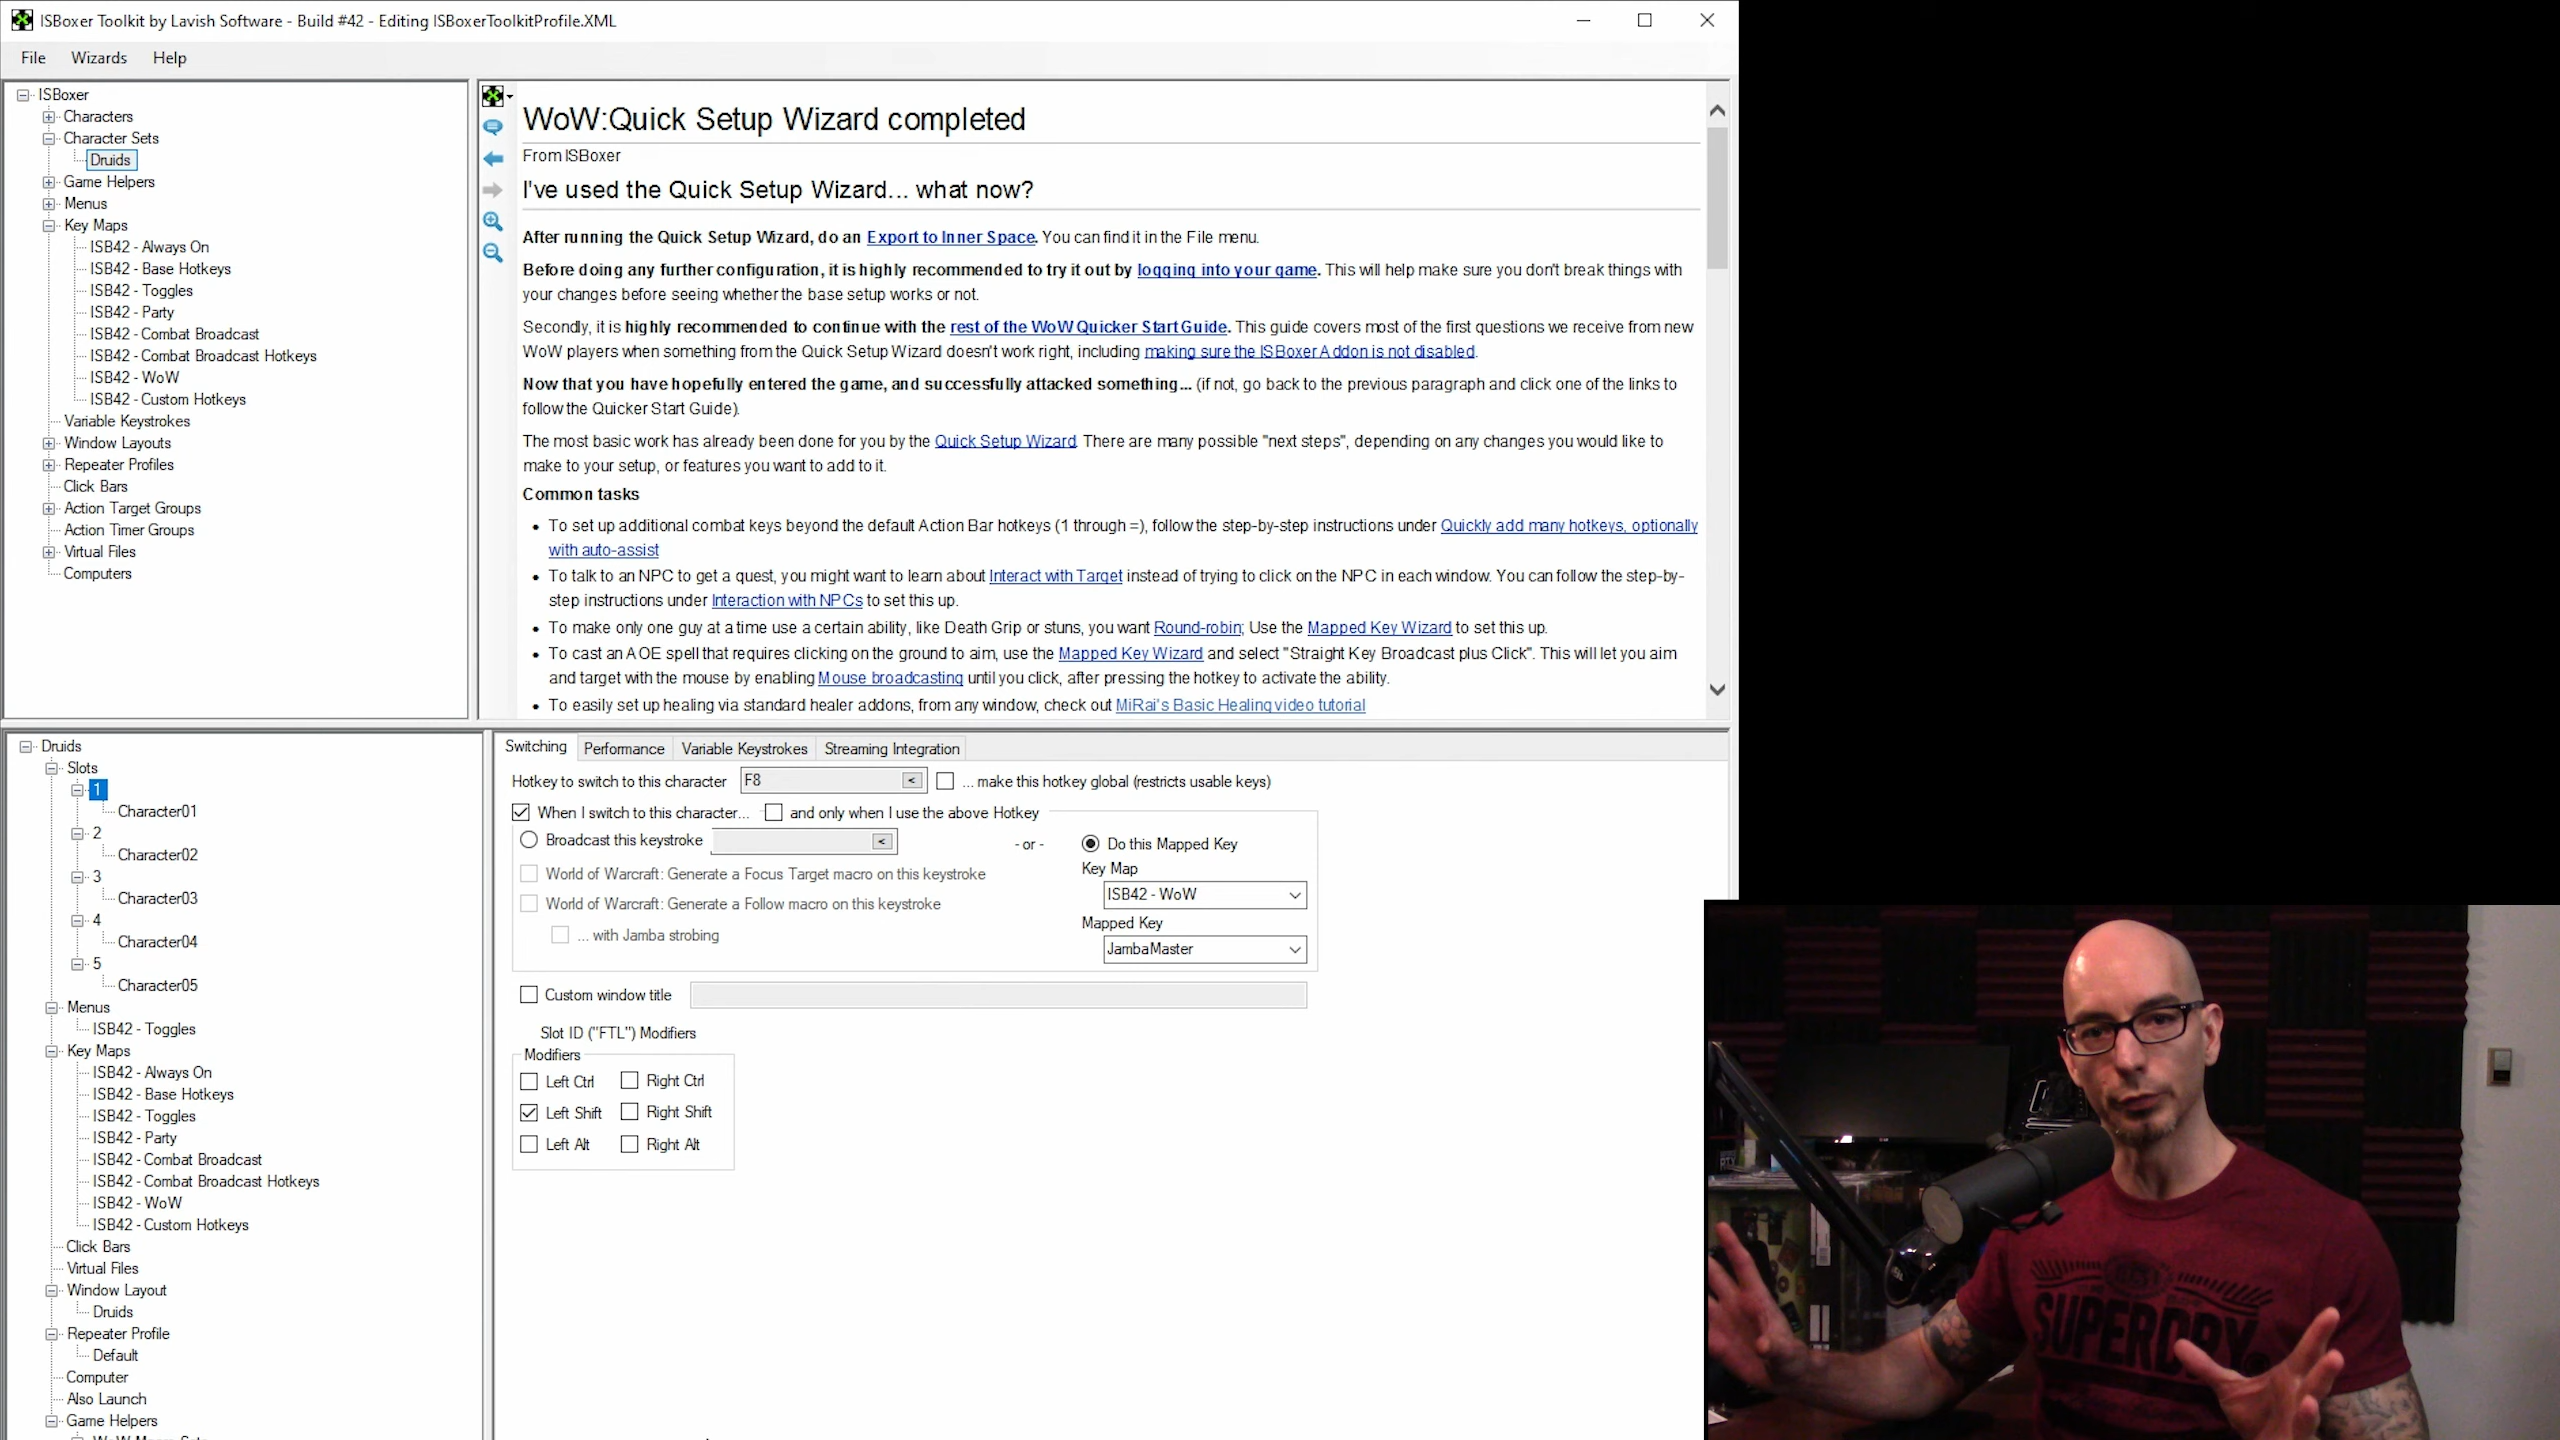 ISBoxer Toolkit by Lavish Software - Build #42 - Editing ISBoxerToolkitProfile.XML
File Wizards Help
ISBoxer
Characters
Character Sets
Druids
Game Helpers
Menus
Key Maps
ISB42 - Always On
ISB42 - Base Hotkeys
ISB42 - Toggles
ISB42 - Party
ISB42 - Combat Broadcast
ISB42 - Combat Broadcast Hotkeys
ISB42 - WoW
ISB42 - Custom Hotkeys
Variable Keystrokes
Window Layouts
Repeater Profiles
Click Bars
Action Target Groups
Action Timer Groups
Virtual Files
Computers
WoW:Quick Setup Wizard completed
From ISBoxer
I've used the Quick Setup Wizard... what now?
After running the Quick Setup Wizard, do an Export to Inner Space. You can find it in the File menu.
Before doing any further configuration, it is highly recommended to try it out by logging into your game. This will help make sure you don't break things with
your changes before seeing whether the base setup works or not.
Secondly, it is highly recommended to continue with the rest of the WoW Quicker Start Guide. This guide covers most of the first questions we receive from new
WoW players when something from the Quick Setup Wizard doesn't work right, including making sure the ISBoxer Addon is not disabled.
Now that you have hopefully entered the game, and successfully attacked something... (if not, go back to the previous paragraph and click one of the links to
follow the Quicker Start Guide).
The most basic work has already been done for you by the Quick Setup Wizard. There are many possible "next steps", depending on any changes you would like to
make to your setup, or features you want to add to it.
Common tasks
• To set up additional combat keys beyond the default Action Bar hotkeys (1 through =), follow the step-by-step instructions under Quickly add many hotkeys, optionally
with auto-assist
• To talk to an NPC to get a quest, you might want to learn about Interact with Target instead of trying to click on the NPC in each window. You can follow the step-by-
step instructions under Interaction with NPCs to set this up.
• To make only one guy at a time use a certain ability, like Death Grip or stuns, you want Round-robin; Use the Mapped Key Wizard to set this up.
• To cast an AOE spell that requires clicking on the ground to aim, use the Mapped Key Wizard and select "Straight Key Broadcast plus Click". This will let you aim
and target with the mouse by enabling Mouse broadcasting until you click, after pressing the hotkey to activate the ability.
• To easily set up healing via standard healer addons, from any window, check out MiRai's Basic Healing video tutorial
Druids
Slots
1
Character01
2
Character02
3
Character03
4
Character04
5
Character05
Menus
ISB42 - Toggles
Key Maps
ISB42 - Always On
ISB42 - Base Hotkeys
ISB42 - Toggles
ISB42 - Party
ISB42 - Combat Broadcast
ISB42 - Combat Broadcast Hotkeys
ISB42 - WoW
ISB42 - Custom Hotkeys
Click Bars
Virtual Files
Window Layout
Druids
Repeater Profile
Default
Computer
Also Launch
Game Helpers
Switching Performance Variable Keystrokes Streaming Integration
Hotkey to switch to this character F8 < ... make this hotkey global (restricts usable keys)
When I switch to this character... and only when I use the above Hotkey
Broadcast this keystroke < - or - Do this Mapped Key
World of Warcraft: Generate a Focus Target macro on this keystroke
World of Warcraft: Generate a Follow macro on this keystroke
... with Jamba strobing
Key Map
ISB42 - WoW
Mapped Key
JambaMaster
Custom window title
Slot ID ("FTL") Modifiers
Modifiers
Left Ctrl Right Ctrl
Left Shift Right Shift
Left Alt Right Alt
SUPERDRY